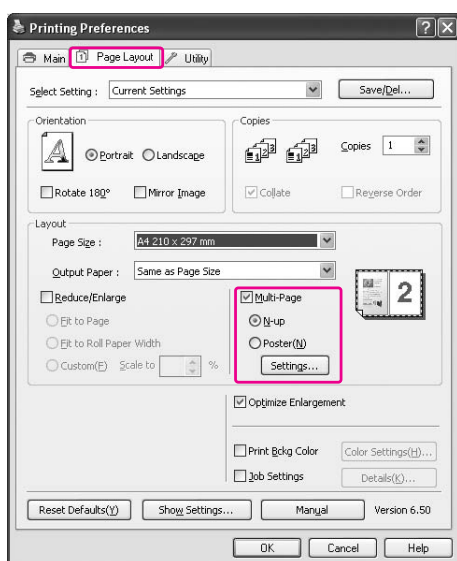 Printing Preferences
Main Page Layout Utility
Select Setting : Current Settings Save/Del...
Orientation
Portrait Landscape
Rotate 180° Mirror Image
Copies
Copies 1
Collate Reverse Order
Layout
Page Size : A4 210 x 297 mm
Output Paper : Same as Page Size
Reduce/Enlarge
Fit to Page
Fit to Roll Paper Width
Custom(F) Scale to %
Multi-Page
N-up
Poster(N)
Settings...
2
Optimize Enlargement
Print Bckg Color Color Settings(H)...
Job Settings Details(K)...
Reset Defaults(Y) Show Settings... Manual Version 6.50
OK Cancel Help